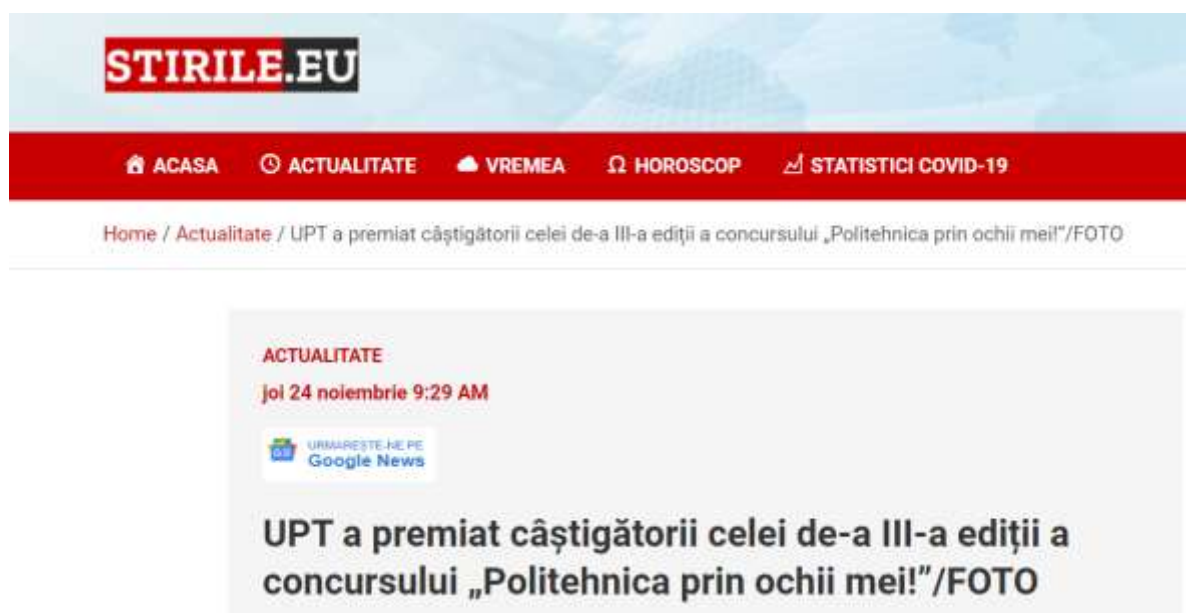 STIRILE.EU
ACASA ACTUALITATE VREMEA HOROSCOP STATISTICI COVID-19
Home / Actualitate / UPT a premiat câștigătorii celei de-a III-a ediții a concursului „Politehnica prin ochii mei!”/FOTO
ACTUALITATE
joi 24 noiembrie 9:29 AM
URMARESTE-NE PE
Google News
UPT a premiat câștigătorii celei de-a III-a ediții a
concursului „Politehnica prin ochii mei!”/FOTO